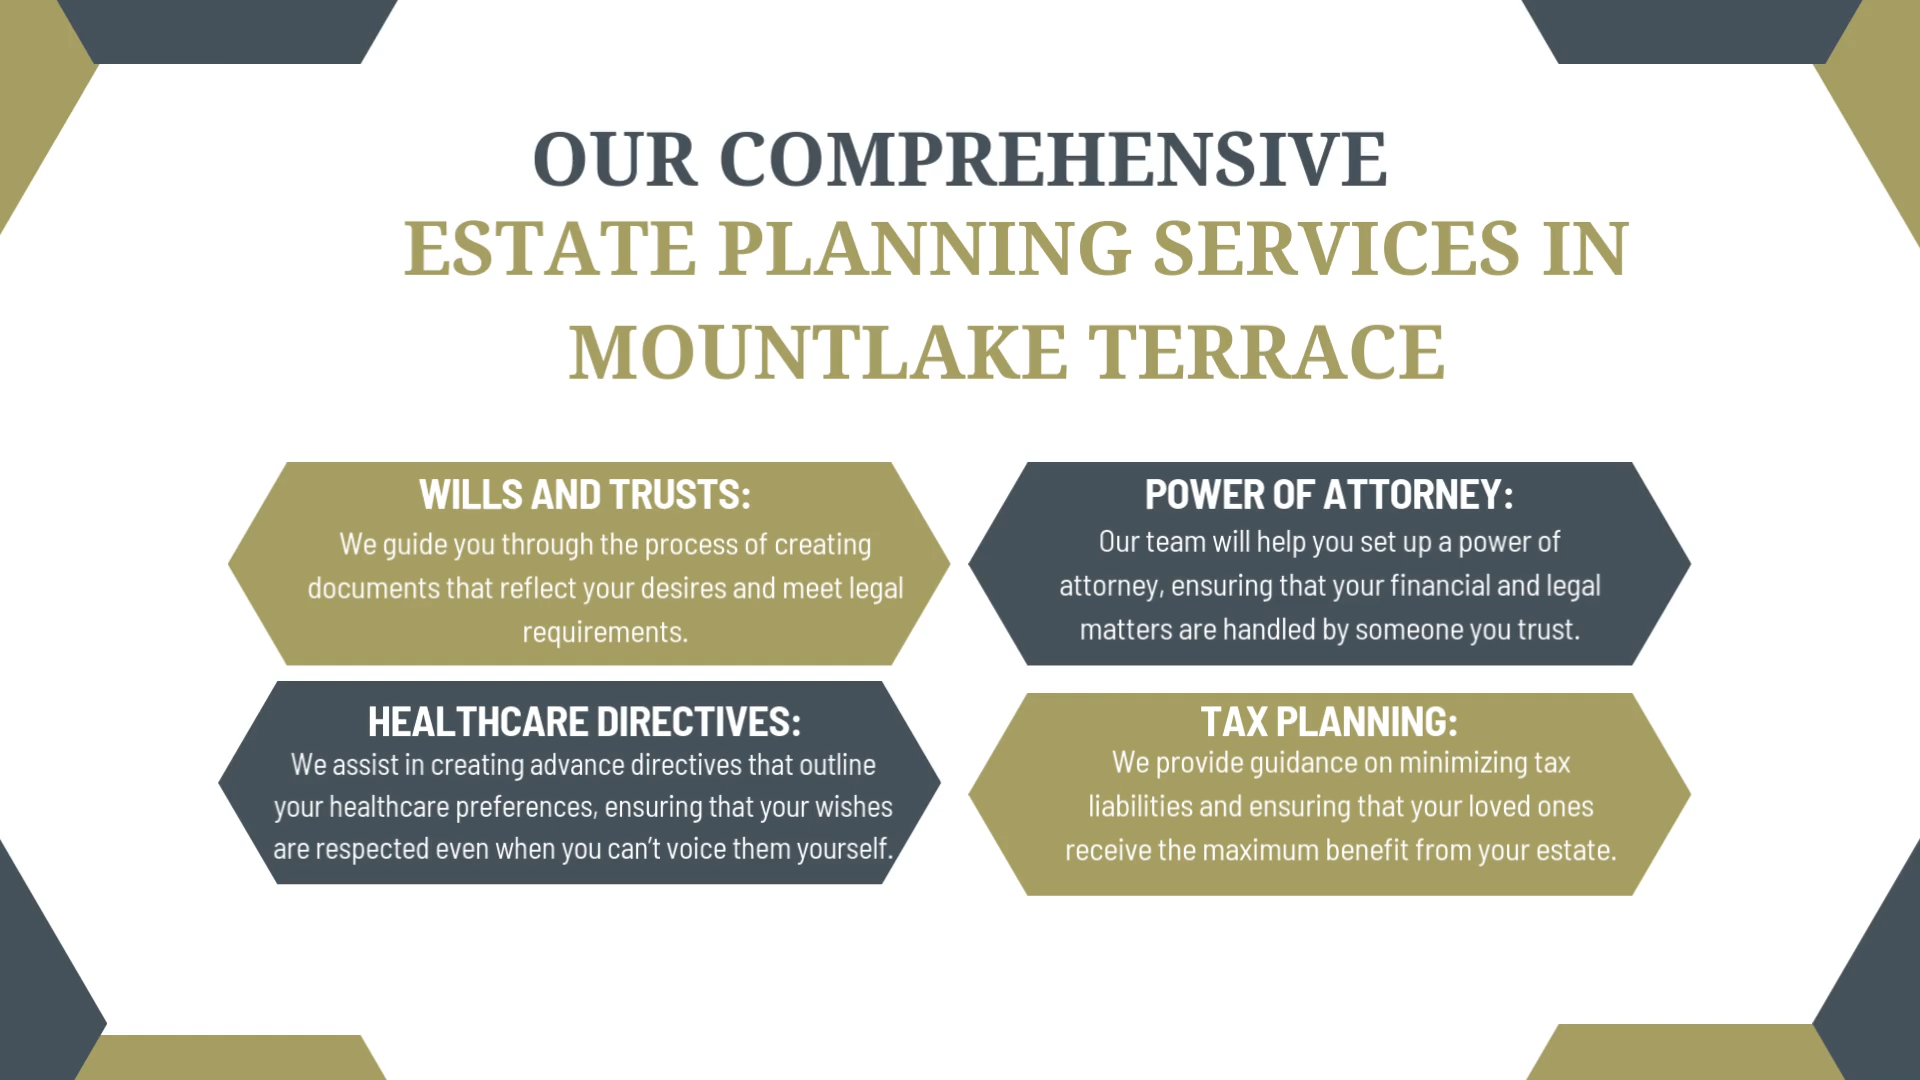 OUR COMPREHENSIVE
ESTATE PLANNING SERVICES IN
MOUNTLAKE TERRACE
WILLS AND TRUSTS:
We guide you through the process of creating
documents that reflect your desires and meet legal
requirements.
POWER OF ATTORNEY:
Our team will help you set up a power of
attorney, ensuring that your financial and legal
matters are handled by someone you trust.
HEALTHCARE DIRECTIVES:
We assist in creating advance directives that outline
your healthcare preferences, ensuring that your wishes
are respected even when you can’t voice them yourself.
TAX PLANNING:
We provide guidance on minimizing tax
liabilities and ensuring that your loved ones
receive the maximum benefit from your estate.